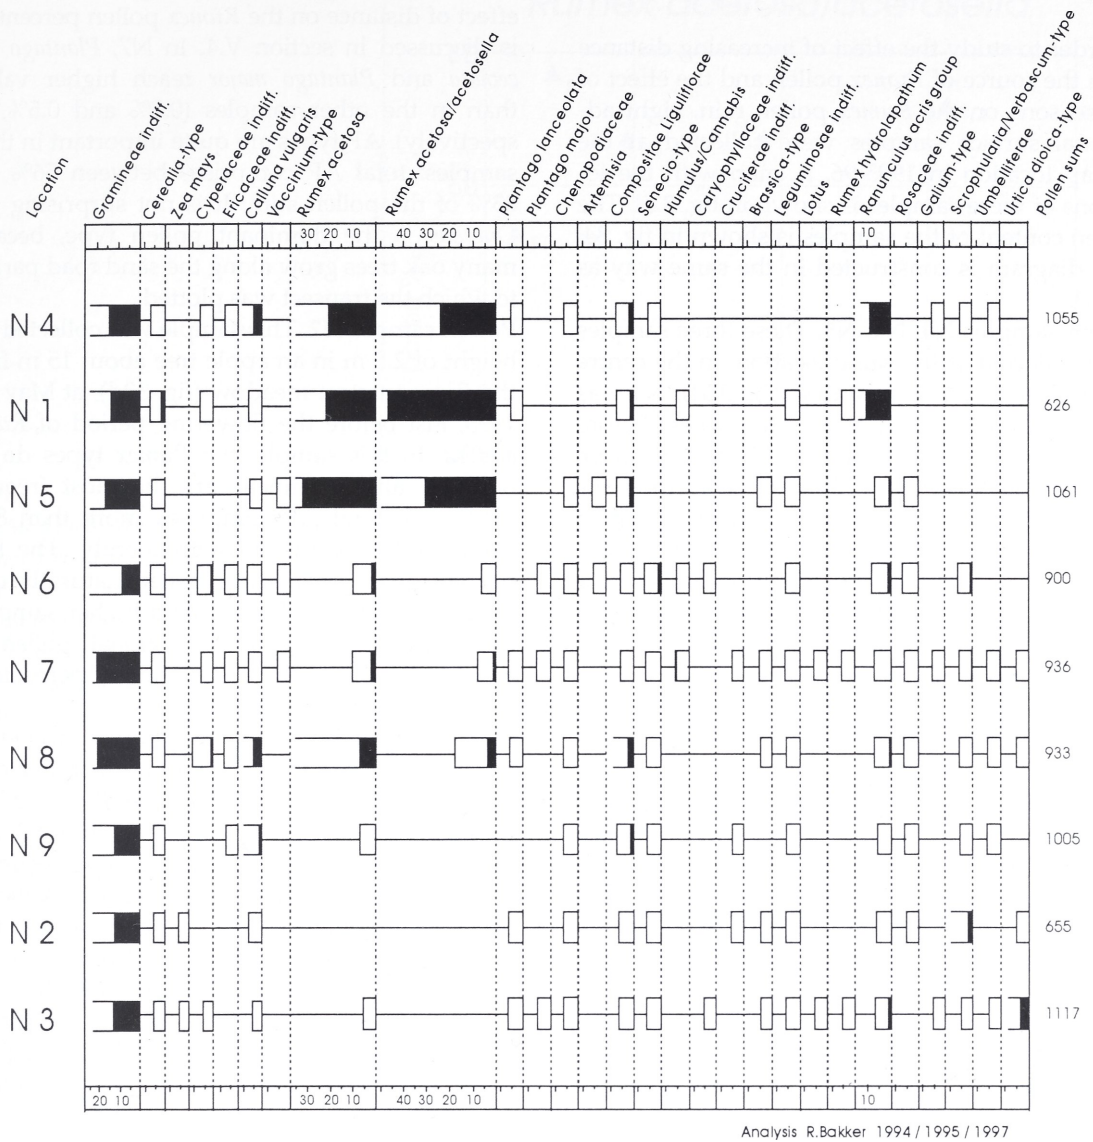 Location
Gramineae indiff.
Cerealia-type
Zea mays
Cyperaceae indiff.
Ericaceae indiff.
Calluna vulgaris
Vaccinium-type
Rumex acetosa
Rumex acetosella/acetosella
Plantago lanceolata
Plantago major
Chenopodiaceae
Artemisia
Compositae Liguliflorae
Senecio-type
Humulus/Cannabis
Caryophyllaceae indiff.
Cruciferae indiff.
Brassica-type
Leguminosae indiff.
Lotus
Rumex hydrolapathum
Ranunculus acris group
Rosaceae indiff.
Galium-type
Scrophularia/Verbascum type
Umbelliferae
Urtica dioica-type
Pollen sums
30 20 10 40 30 20 10 10
N 4 1055
N 1 626
N 5 1061
N 6 900
N 7 936
N 8 933
N 9 1005
N 2 655
N 3 1117
20 10 30 20 10 40 30 20 10 10
Analysis R.Bakker 1994 / 1995 / 1997